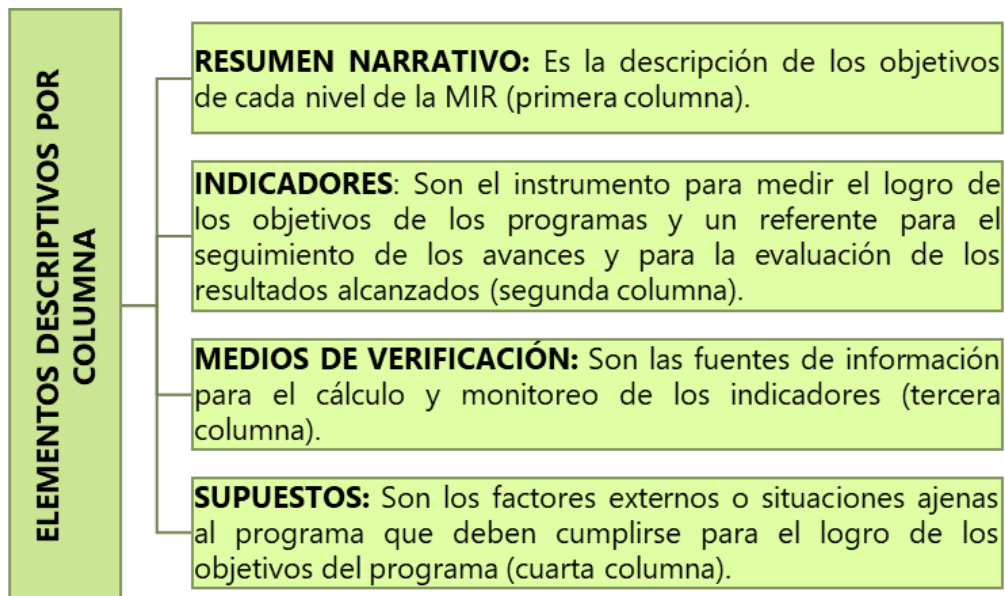 ELEMENTOS DESCRIPTIVOS POR
COLUMNA
RESUMEN NARRATIVO: Es la descripción de los objetivos
de cada nivel de la MIR (primera columna).
INDICADORES: Son el instrumento para medir el logro de
los objetivos de los programas y un referente para el
seguimiento de los avances y para la evaluación de los
resultados alcanzados (segunda columna).
MEDIOS DE VERIFICACIÓN: Son las fuentes de información
para el cálculo y monitoreo de los indicadores (tercera
columna).
SUPUESTOS: Son los factores externos o situaciones ajenas
al programa que deben cumplirse para el logro de los
objetivos del programa (cuarta columna).